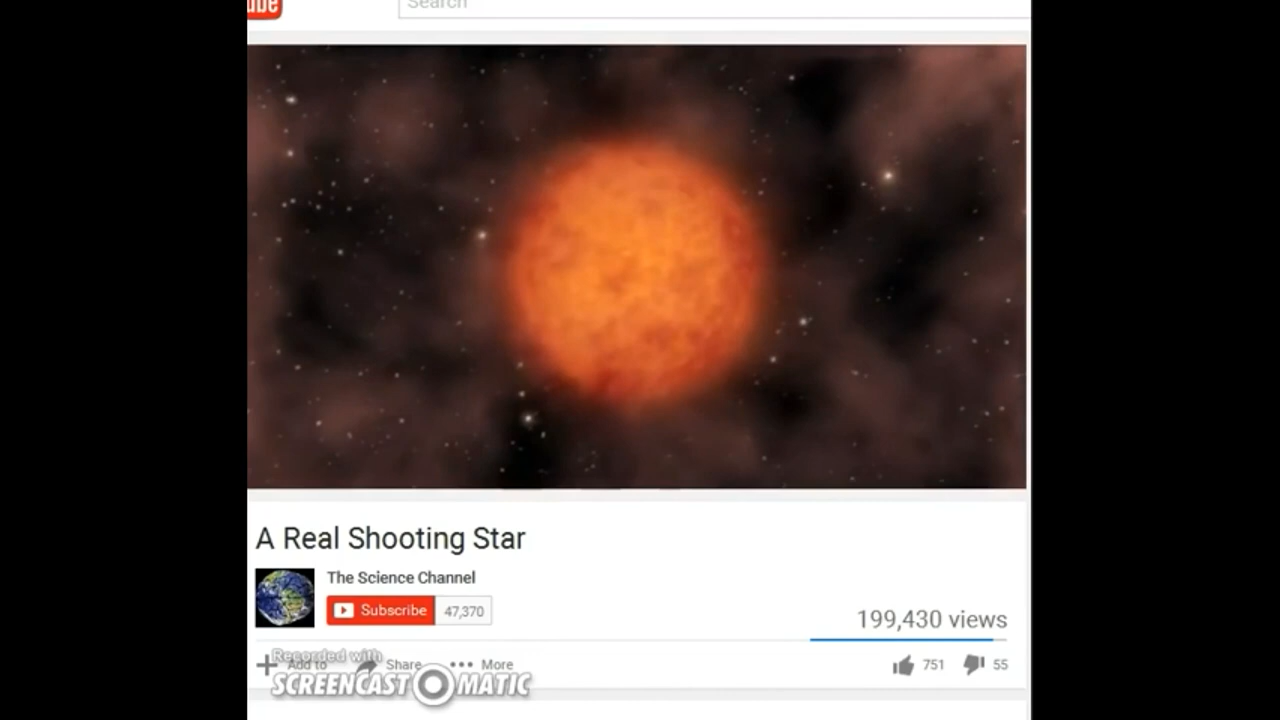 ube
Search
A Real Shooting Star
The Science Channel
Subscribe 47,370
199,430 views
Add to Share More
751 55
Recorded with
SCREENCAST O MATIC